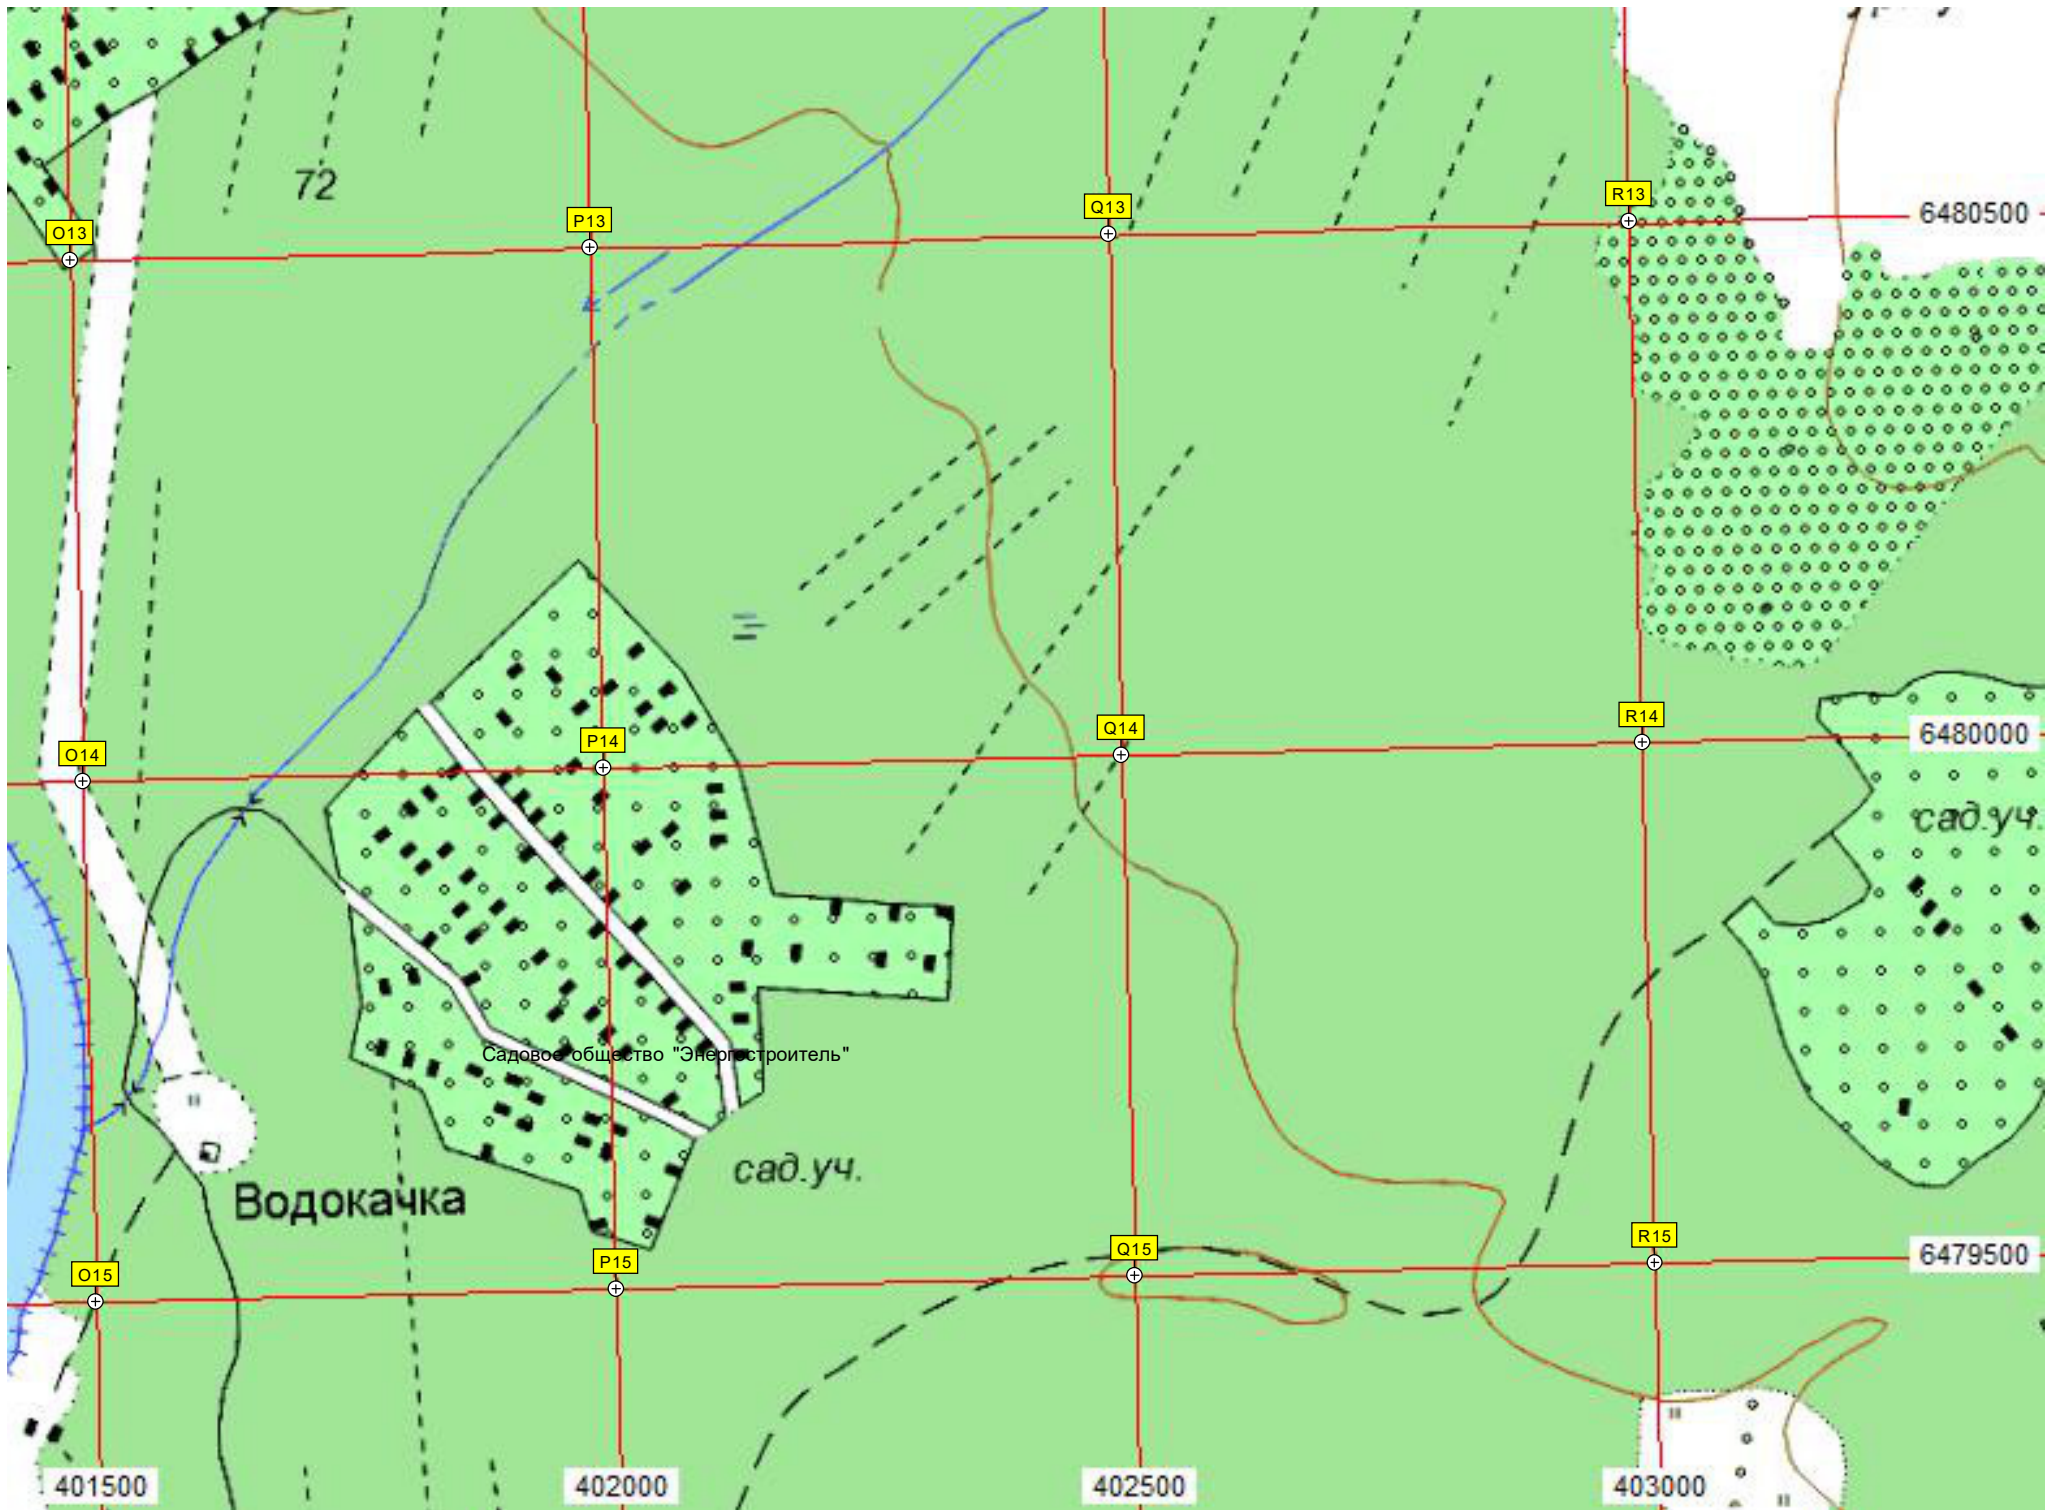 72
O13
P13
Q13
R13
6480500
O14
P14
Q14
R14
6480000
сад.уч.
Садовое общество "Энергостроитель"
Водокачка
сад.уч.
O15
P15
Q15
R15
6479500
401500
402000
402500
403000